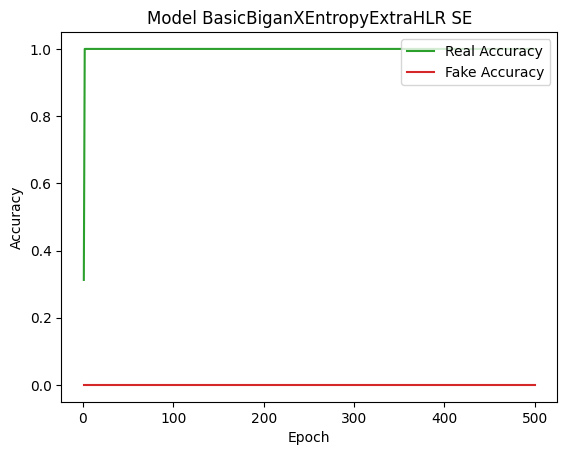 Model BasicBiganXEntropyExtraHLR SE
1.0
0.8
0.6
0.4
0.2
0.0
Accuracy
Real Accuracy
Fake Accuracy
0
100
200
300
400
500
Epoch